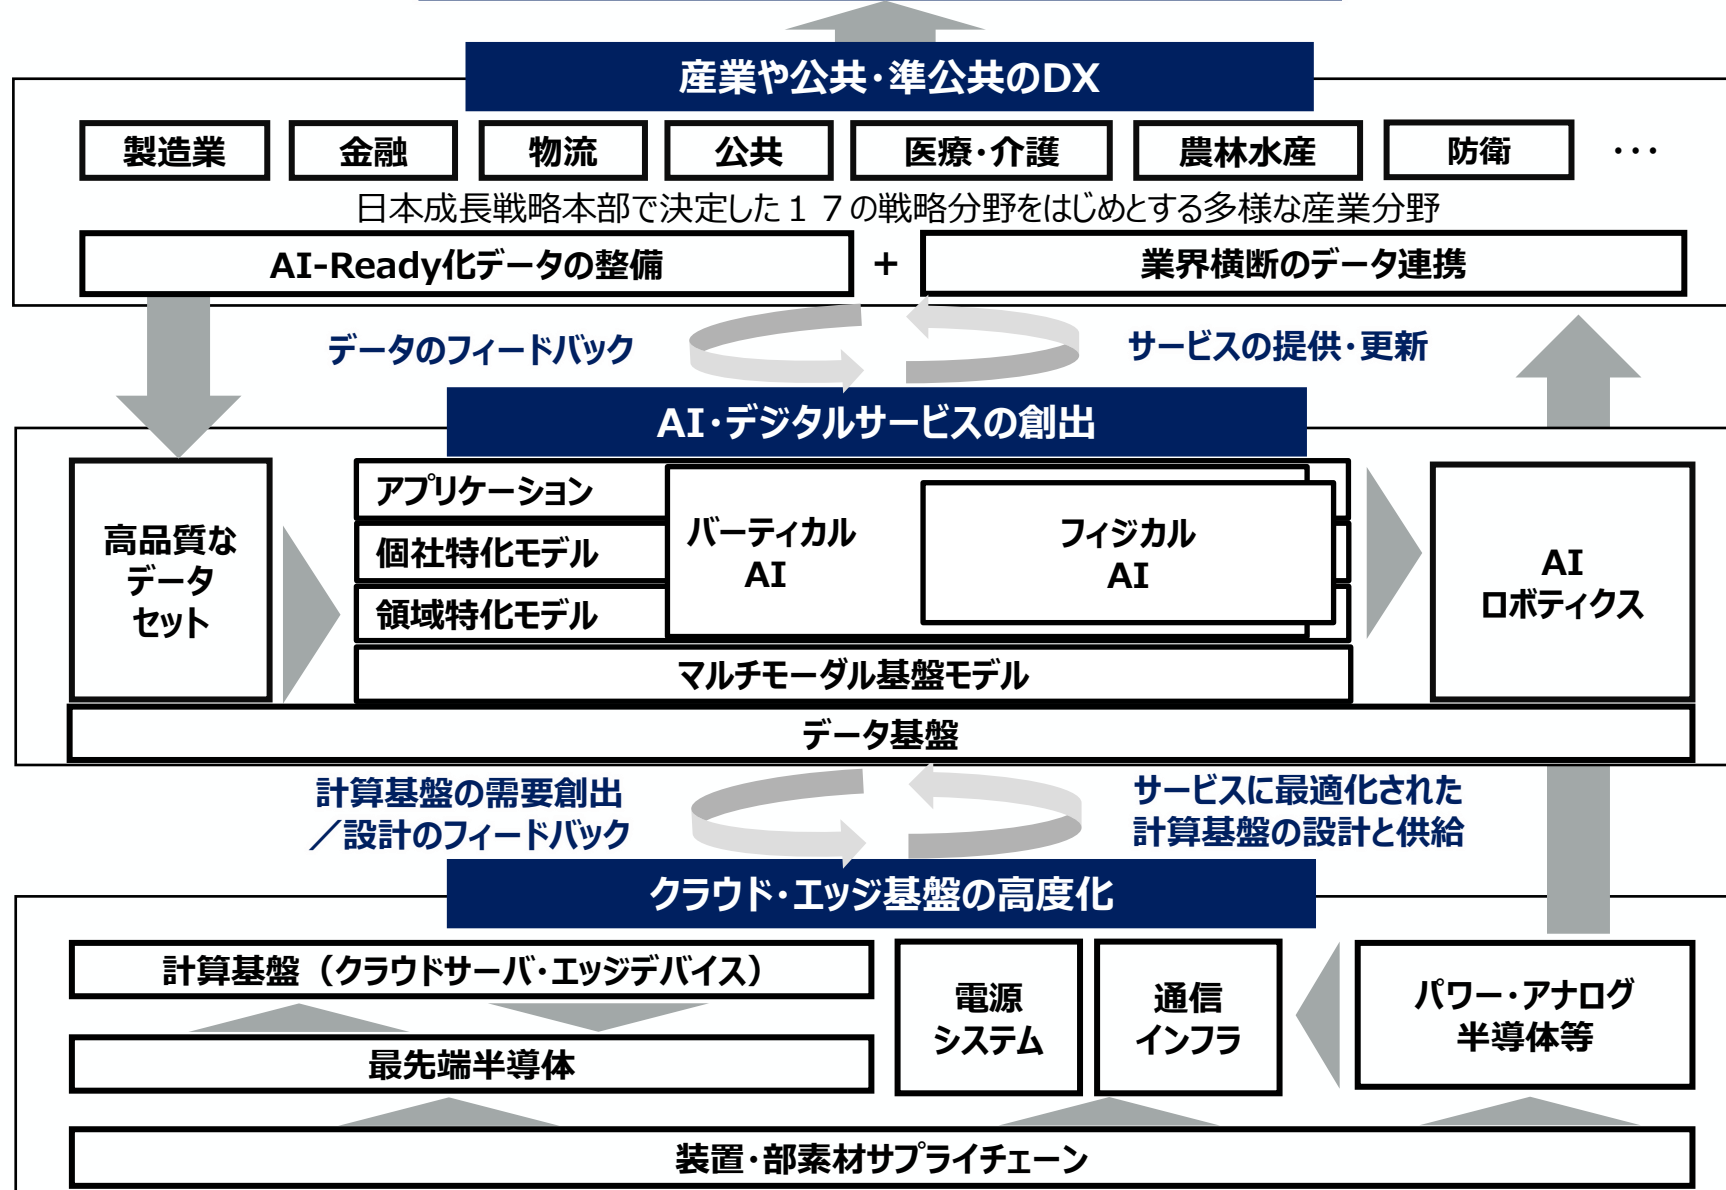 産業や公共・準公共のDX
製造業
金融
物流
公共
医療・介護
農林水産
防衛
・・・
日本成長戦略本部で決定した１７の戦略分野をはじめとする多様な産業分野
AI-Ready化データの整備
+
業界横断のデータ連携
データのフィードバック
サービスの提供・更新
AI・デジタルサービスの創出
高品質な
データ
セット
アプリケーション
個社特化モデル
領域特化モデル
バーティカル
AI
フィジカル
AI
マルチモーダル基盤モデル
AI
ロボティクス
データ基盤
計算基盤の需要創出
／設計のフィードバック
サービスに最適化された
計算基盤の設計と供給
クラウド・エッジ基盤の高度化
計算基盤（クラウドサーバ・エッジデバイス）
最先端半導体
電源
システム
通信
インフラ
パワー・アナログ
半導体等
装置・部素材サプライチェーン